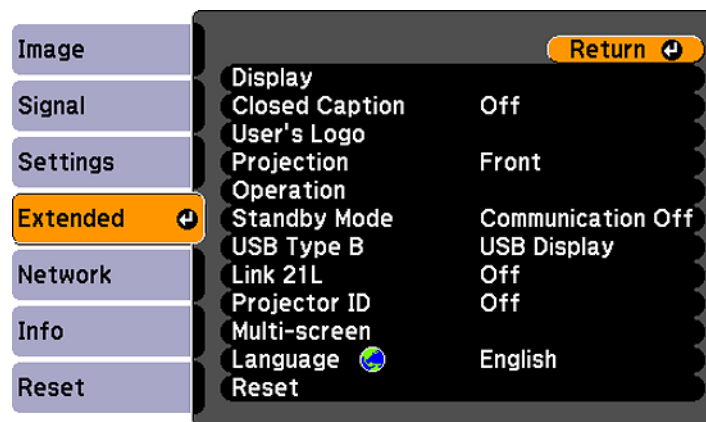 Image
Signal
Settings
Extended
Network
Info
Reset
Return
Display
Closed Caption Off
User's Logo
Projection Front
Operation
Standby Mode Communication Off
USB Type B USB Display
Link 21L Off
Projector ID Off
Multi-screen
Language English
Reset